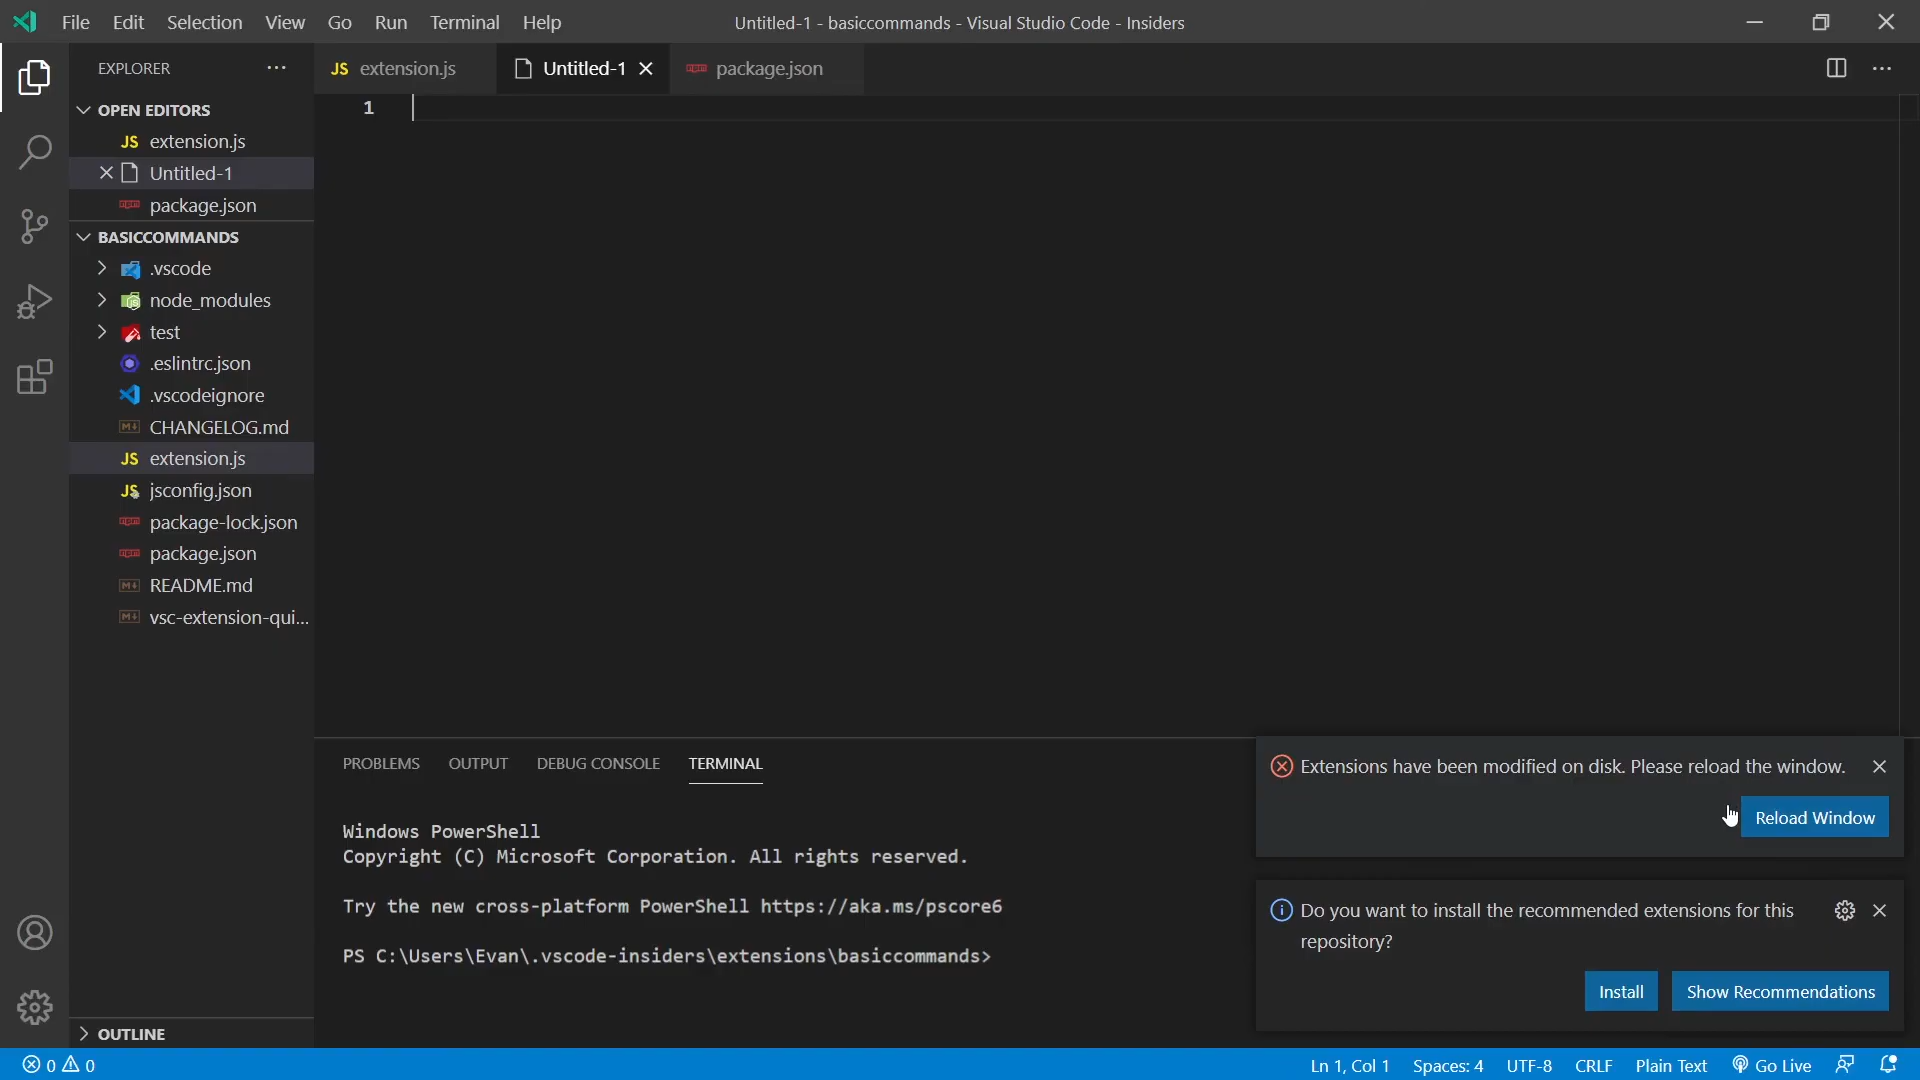 File Edit Selection View Go Run Terminal Help
Untitled-1 - basiccommands - Visual Studio Code - Insiders
EXPLORER
JS extension.js
Untitled-1
package.json
OPEN EDITORS
JS extension.js
Untitled-1
package.json
BASICCOMMANDS
.vscode
node_modules
test
.eslintrc.json
.vscodeignore
CHANGELOG.md
JS extension.js
JS jsconfig.json
package-lock.json
package.json
README.md
vsc-extension-qui...
OUTLINE
1
PROBLEMS OUTPUT DEBUG CONSOLE TERMINAL
Windows PowerShell
Copyright (C) Microsoft Corporation. All rights reserved.
Try the new cross-platform PowerShell https://aka.ms/pscore6
PS C:\Users\Evan\.vscode-insiders\extensions\basiccommands>
Extensions have been modified on disk. Please reload the window.
Reload Window
Do you want to install the recommended extensions for this
repository?
Install Show Recommendations
0 0
Ln 1, Col 1 Spaces: 4 UTF-8 CRLF Plain Text Go Live